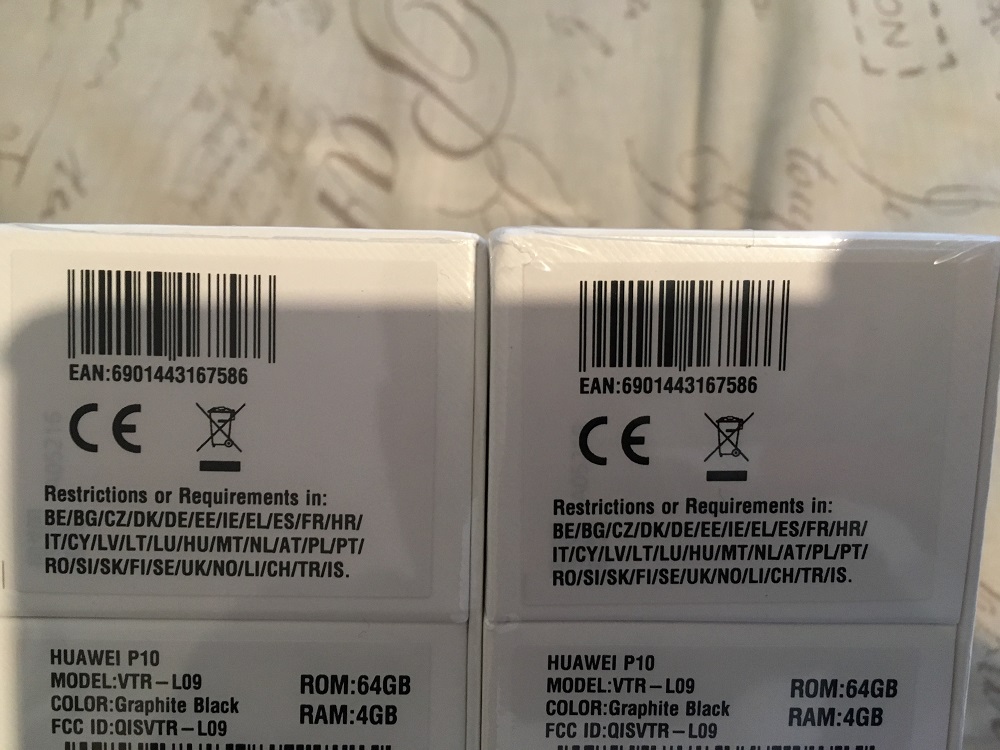 EAN:6901443167586
CE
Restrictions or Requirements in:
BE/BG/CZ/DK/DE/EE/IE/EL/ES/FR/HR/
IT/CY/LV/LT/LU/HU/MT/NL/AT/PL/PT/
RO/SI/SK/FI/SE/UK/NO/LI/CH/TR/IS.
HUAWEI P10
MODEL:VTR–L09
COLOR:Graphite Black
FCC ID:QISVTR–L09
ROM:64GB
RAM:4GB
EAN:6901443167586
CE
Restrictions or Requirements in:
BE/BG/CZ/DK/DE/EE/IE/EL/ES/FR/HR/
IT/CY/LV/LT/LU/HU/MT/NL/AT/PL/PT/
RO/SI/SK/FI/SE/UK/NO/LI/CH/TR/IS.
HUAWEI P10
MODEL:VTR–L09
COLOR:Graphite Black
FCC ID:QISVTR–L09
ROM:64GB
RAM:4GB